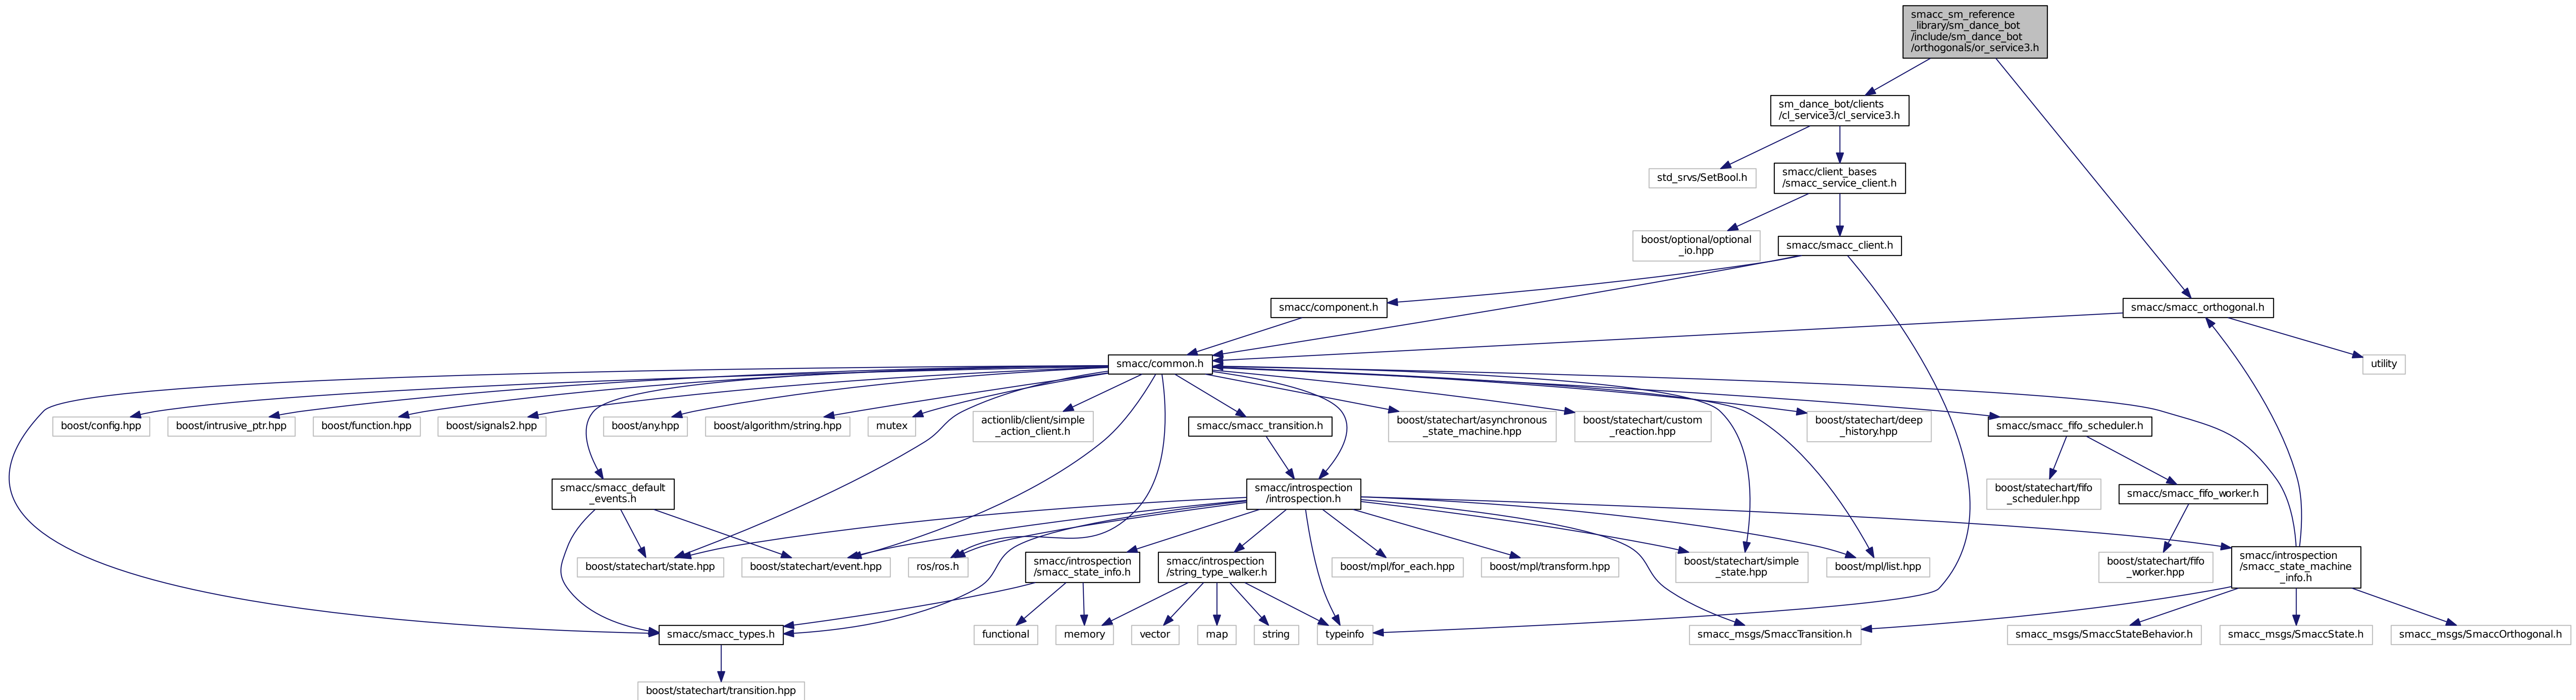 smacc_sm_reference
_library/sm_dance_bot
/include/sm_dance_bot
/orthogonals/or_service3.h
sm_dance_bot/clients
/cl_service3/cl_service3.h
std_srvs/SetBool.h
smacc/client_bases
/smacc_service_client.h
boost/optional/optional
_io.hpp
smacc/smacc_client.h
smacc/component.h
smacc/smacc_orthogonal.h
smacc/common.h
utility
boost/config.hpp
boost/intrusive_ptr.hpp
boost/function.hpp
boost/signals2.hpp
boost/any.hpp
boost/algorithm/string.hpp
mutex
actionlib/client/simple
_action_client.h
smacc/smacc_transition.h
boost/statechart/asynchronous
_state_machine.hpp
boost/statechart/custom
_reaction.hpp
boost/statechart/deep
_history.hpp
smacc/smacc_fifo_scheduler.h
smacc/smacc_default
_events.h
smacc/introspection
/introspection.h
boost/statechart/fifo
_scheduler.hpp
smacc/smacc_fifo_worker.h
boost/statechart/state.hpp
boost/statechart/event.hpp
ros/ros.h
smacc/introspection
/smacc_state_info.h
smacc/introspection
/string_type_walker.h
boost/mpl/for_each.hpp
boost/mpl/transform.hpp
boost/statechart/simple
_state.hpp
boost/mpl/list.hpp
boost/statechart/fifo
_worker.hpp
smacc/introspection
/smacc_state_machine
_info.h
smacc/smacc_types.h
functional
memory
vector
map
string
typeinfo
smacc_msgs/SmaccTransition.h
smacc_msgs/SmaccStateBehavior.h
smacc_msgs/SmaccState.h
smacc_msgs/SmaccOrthogonal.h
boost/statechart/transition.hpp